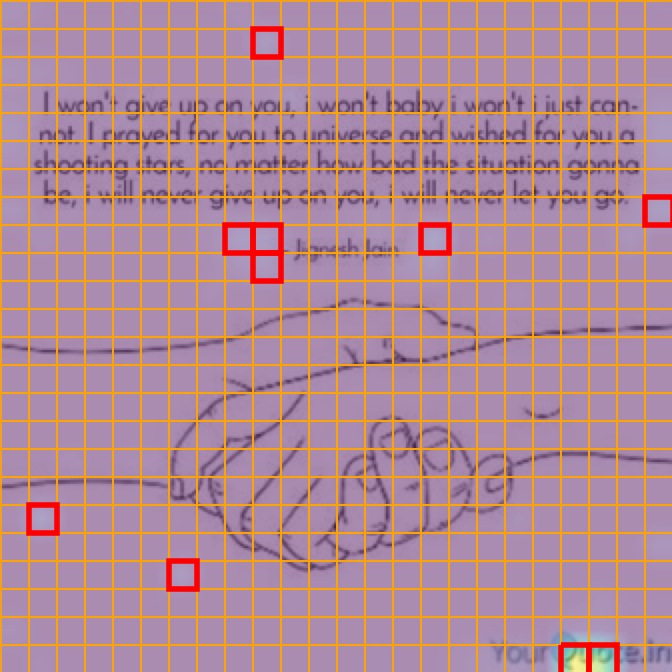 I won't give up on you, i won't baby i won't i just can-
not. I prayed for you to universe and wished for you a
shooting stars, no matter how bad the situation gonna
be, i will never give up on you, i will never let you go.
- Jignesh Jain
YourQuote.in